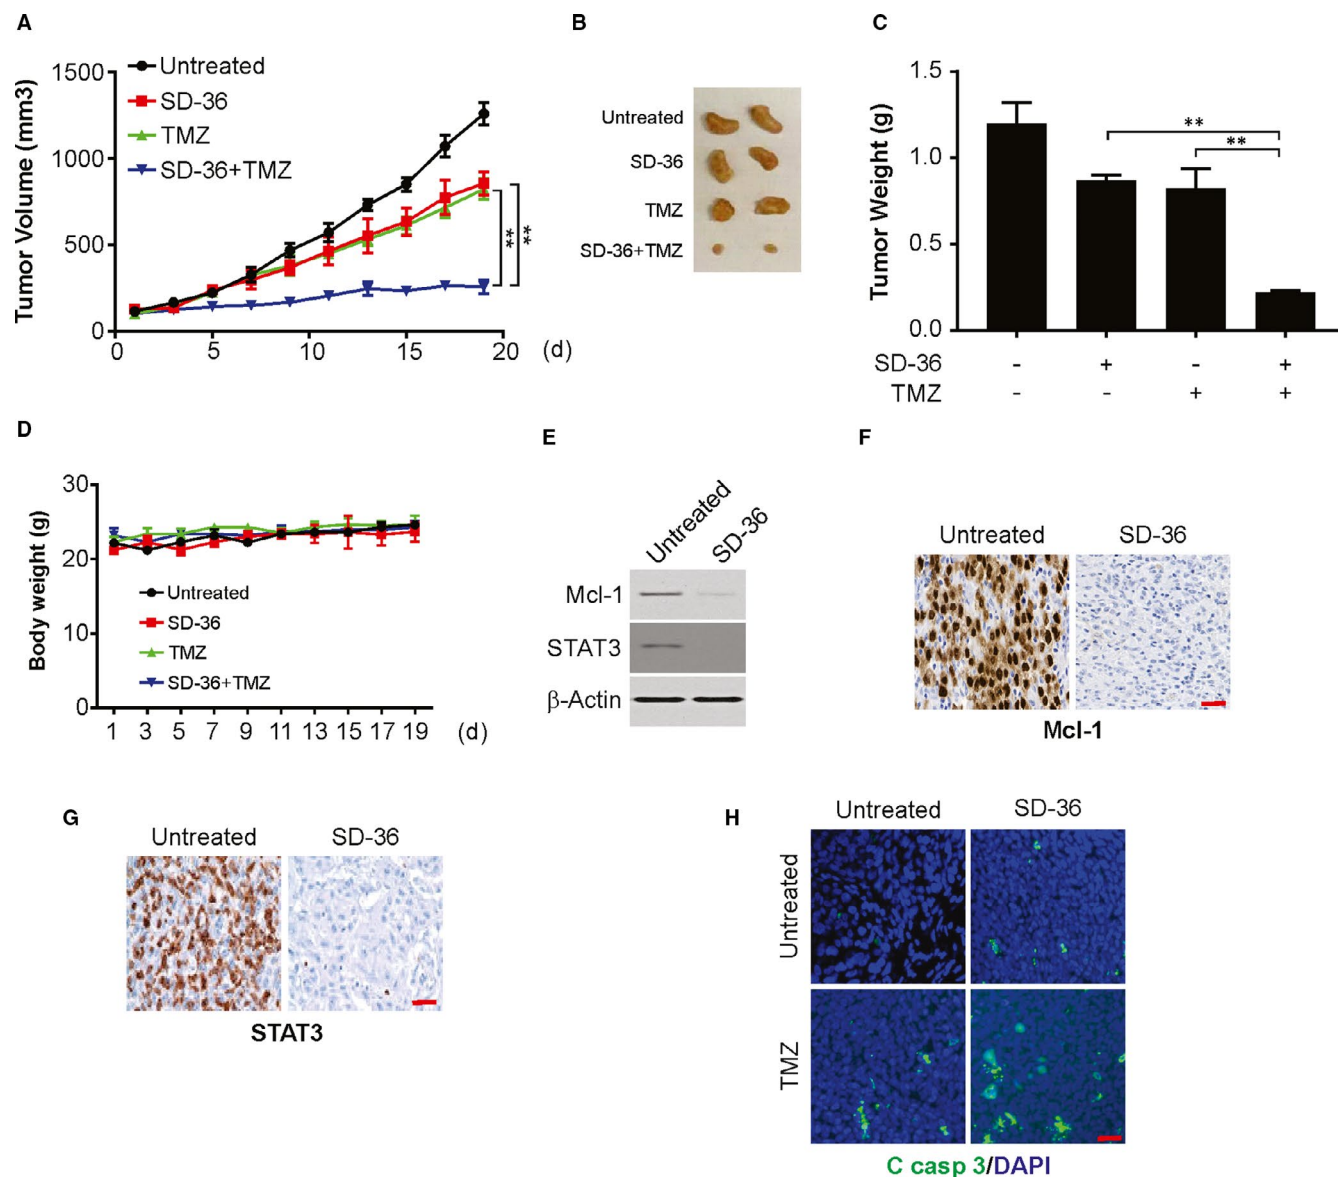 A
Tumor Volume (mm3)
1500
1000
500
0
0 5 10 15 20 (d)
Untreated
SD-36
TMZ
SD-36+TMZ
**
**
B
Untreated
SD-36
TMZ
SD-36+TMZ
C
Tumor Weight (g)
1.5
1.0
0.5
0.0
**
**
SD-36 - + - +
TMZ - - + +
D
Body weight (g)
30
20
10
0
Untreated
SD-36
TMZ
SD-36+TMZ
1 3 5 7 9 11 13 15 17 19 (d)
E
Untreated SD-36
Mcl-1
STAT3
β-Actin
F
Untreated SD-36
Mcl-1
G
Untreated SD-36
STAT3
H
Untreated SD-36
Untreated
TMZ
C casp 3/DAPI